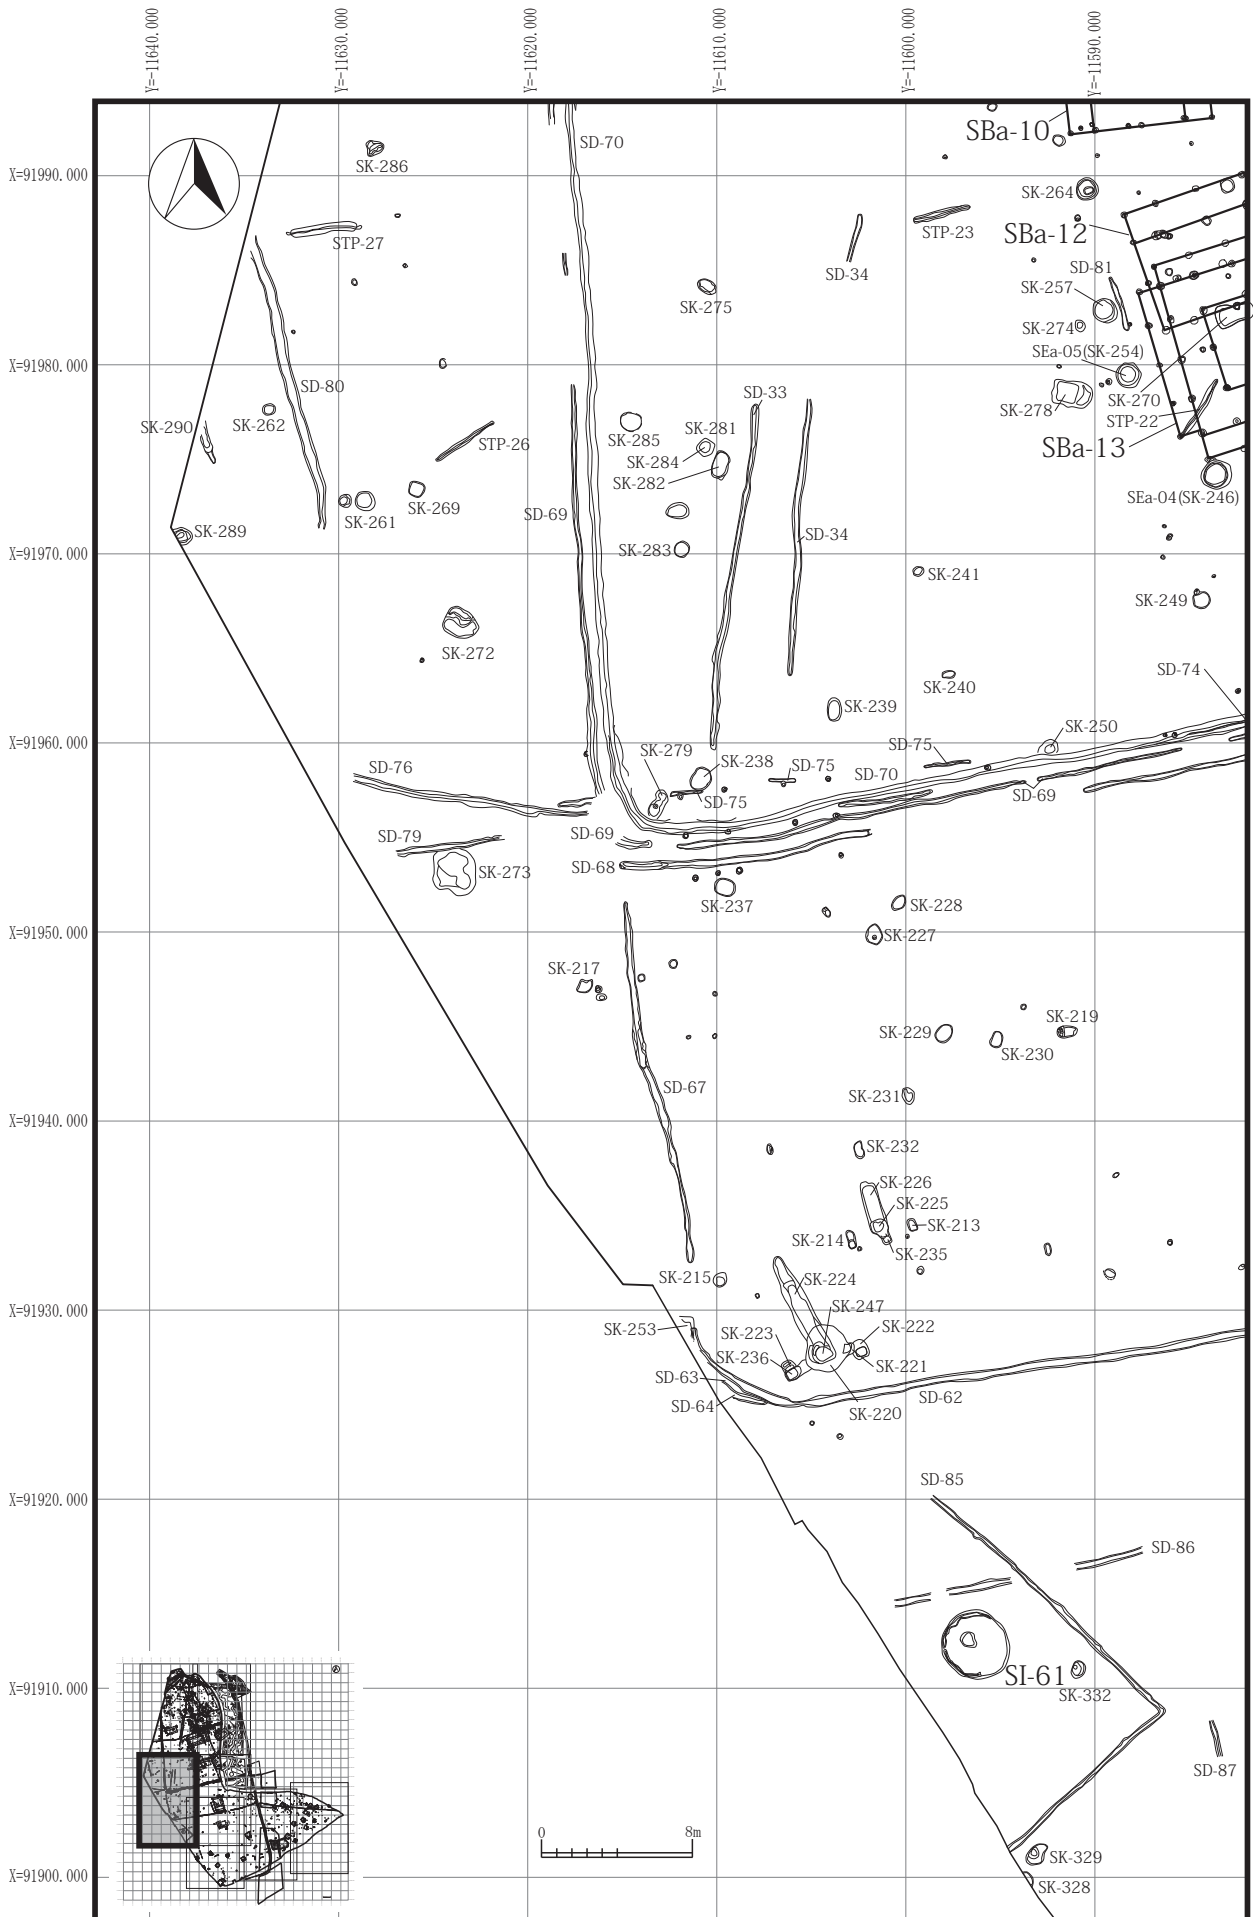 Y=-11640.000
Y=-11630.000
Y=-11620.000
Y=-11610.000
Y=-11600.000
Y=-11590.000
SBa-10
SD-70
SK-286
X=91990.000
SK-264
STP-27
STP-23
SBa-12
SD-34
SD-81
SK-257
SK-275
SK-274
SEa-05(SK-254)
X=91980.000
SD-80
SD-33
SK-270
SK-278
STP-22
SK-290
SK-262
STP-26
SK-285
SK-281
SK-284
SK-282
SBa-13
SEa-04(SK-246)
SK-289
SK-261
SK-269
SD-69
SD-34
X=91970.000
SK-283
SK-241
SK-249
SK-272
SD-74
SK-240
SK-239
SK-250
X=91960.000
SK-279
SK-238
SD-75
SD-76
SD-75
SD-70
SD-75
SD-69
SD-79
SD-69
SK-273
SD-68
SK-237
SK-228
X=91950.000
SK-227
SK-217
SK-219
SK-229
SK-230
SD-67
SK-231
X=91940.000
SK-232
SK-226
SK-225
SK-213
SK-214
SK-235
SK-215
SK-224
X=91930.000
SK-247
SK-253
SK-223
SK-222
SK-236
SK-221
SD-63
SD-62
SD-64
SK-220
SD-85
X=91920.000
SD-86
SI-61
X=91910.000
SK-332
SD-87
0
8m
SK-329
X=91900.000
SK-328